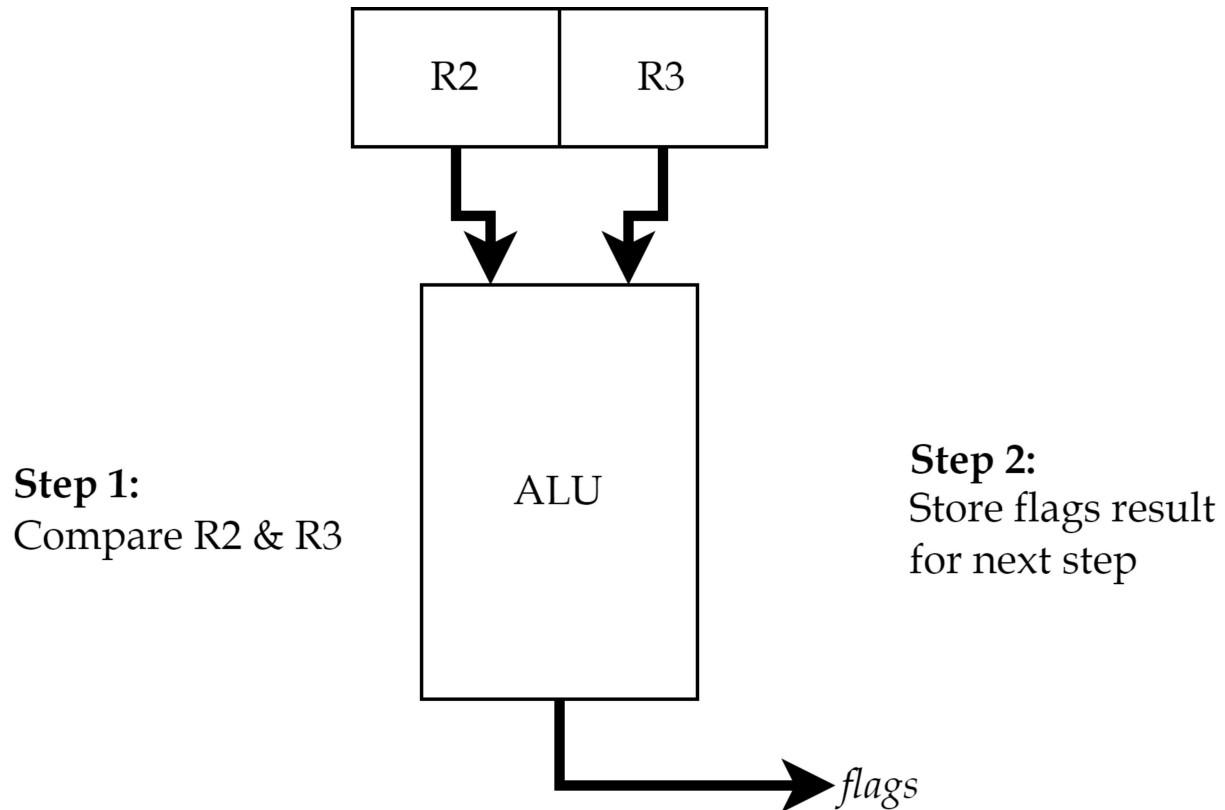 R2
R3
Step 1:
Compare R2 & R3
ALU
Step 2:
Store flags result
for next step
flags